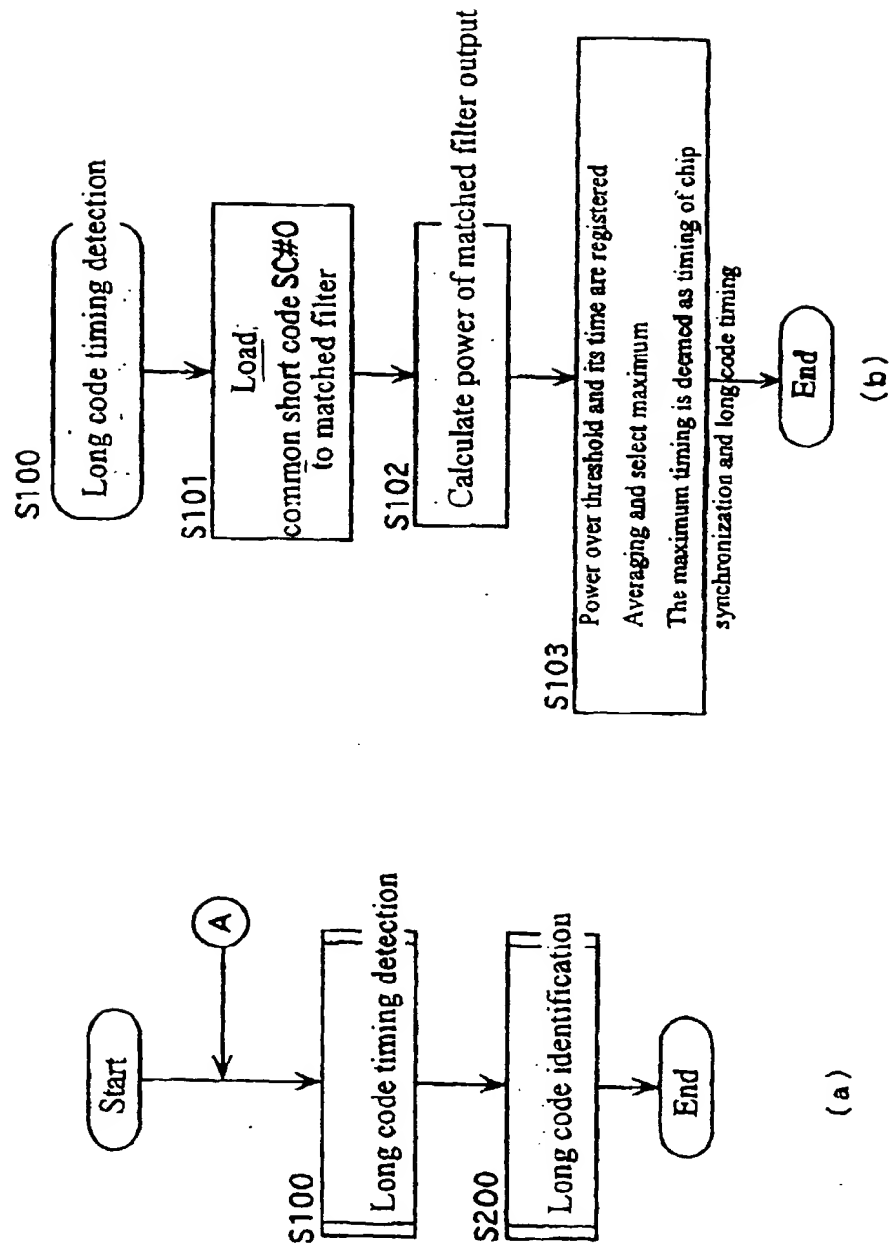 Start
A
S100
Long code timing detection
S200
Long code identification
End
(a)
S100
Long code timing detection
S101
Load,
common short code SC#0
to matched filter
S102
Calculate power of matched filter output
S103
Power over threshold and its time are registered
Averaging and select maximum
The maximum timing is deemed as timing of chip
synchronization and long code timing
End
(b)